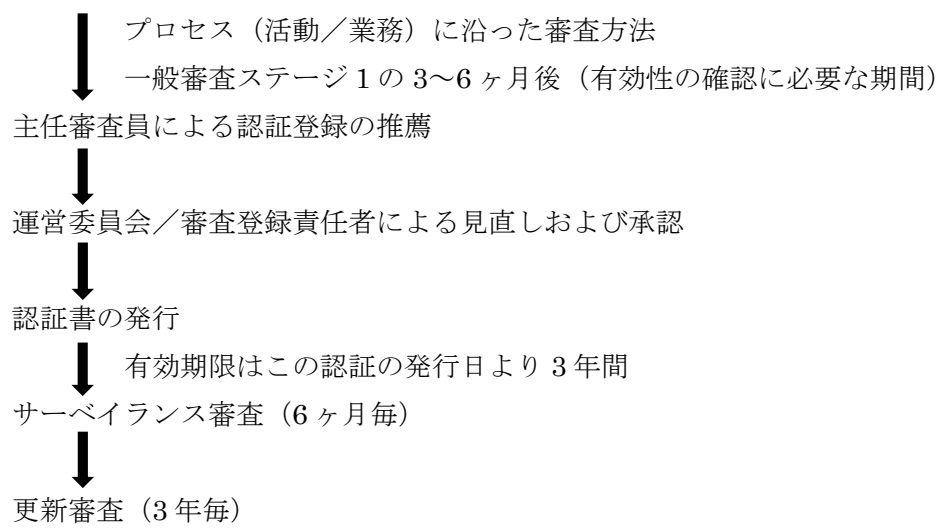 プロセス（活動／業務）に沿った審査方法
一般審査ステージ1の3～6ヶ月後（有効性の確認に必要な期間）
主任審査員による認証登録の推薦
運営委員会／審査登録責任者による見直しおよび承認
認証書の発行
有効期限はこの認証の発行日より3年間
サーベイランス審査（6ヶ月毎）
更新審査（3年毎）